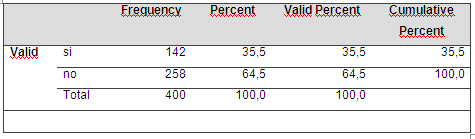 Frequency Percent Valid Percent Cumulative Percent
Valid si 142 35,5 35,5 35,5
no 258 64,5 64,5 100,0
Total 400 100,0 100,0